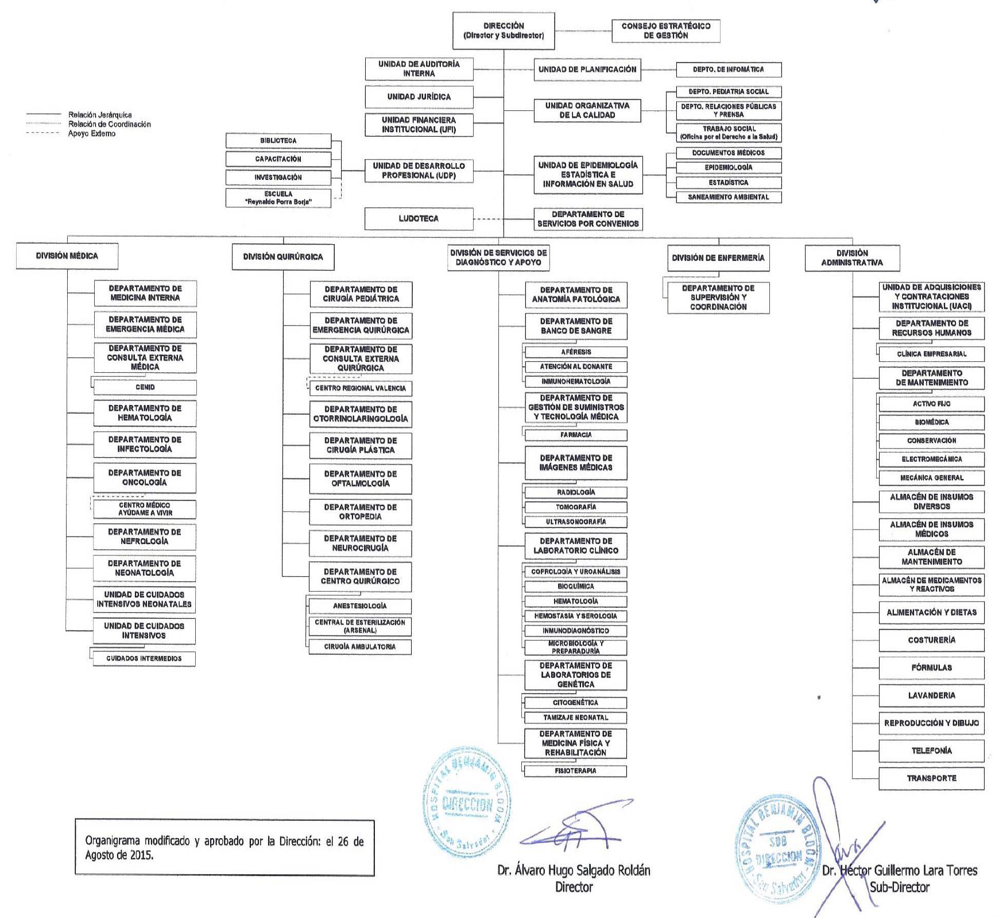 DIRECCIÓN
(Director y Subdirector)
CONSEJO ESTRATÉGICO
DE GESTIÓN
UNIDAD DE AUDITORÍA
INTERNA
UNIDAD DE PLANIFICACIÓN
DEPTO. DE INFOMÁTICA
UNIDAD JURÍDICA
UNIDAD ORGANIZATIVA
DE LA CALIDAD
DEPTO. PEDIATRIA SOCIAL
DEPTO. RELACIONES PÚBLICAS
Y PRENSA
TRABAJO SOCIAL
(Oficina por el Derecho a la Salud)
Relación Jerárquica
Relación de Coordinación
Apoyo Externo
UNIDAD FINANCIERA
INSTITUCIONAL (UFI)
BIBLIOTECA
CAPACITACIÓN
INVESTIGACIÓN
ESCUELA
"Reynaldo Porra Borja"
UNIDAD DE DESARROLLO
PROFESIONAL (UDP)
UNIDAD DE EPIDEMIOLOGÍA
ESTADÍSTICA E
INFORMACIÓN EN SALUD
DOCUMENTOS MÉDICOS
EPIDEMIOLOGÍA
ESTADÍSTICA
SANEAMIENTO AMBIENTAL
LUDOTECA
DEPARTAMENTO DE
SERVICIOS POR CONVENIOS
DIVISIÓN MÉDICA
DEPARTAMENTO DE
MEDICINA INTERNA
DEPARTAMENTO DE
EMERGENCIA MÉDICA
DEPARTAMENTO DE
CONSULTA EXTERNA
MÉDICA
CENID
DEPARTAMENTO DE
HEMATOLOGÍA
DEPARTAMENTO DE
INFECTOLOGÍA
DEPARTAMENTO DE
ONCOLOGÍA
CENTRO MÉDICO
AYÚDAME A VIVIR
DEPARTAMENTO DE
NEFROLOGÍA
DEPARTAMENTO DE
NEONATOLOGÍA
UNIDAD DE CUIDADOS
INTENSIVOS NEONATALES
UNIDAD DE CUIDADOS
INTENSIVOS
CUIDADOS INTERMEDIOS
DIVISIÓN QUIRÚRGICA
DEPARTAMENTO DE
CIRUGÍA PEDIÁTRICA
DEPARTAMENTO DE
EMERGENCIA QUIRÚRGICA
DEPARTAMENTO DE
CONSULTA EXTERNA
QUIRÚRGICA
CENTRO REGIONAL VALENCIA
DEPARTAMENTO DE
OTORRINOLARINGOLOGÍA
DEPARTAMENTO DE
CIRUGÍA PLÁSTICA
DEPARTAMENTO DE
OFTALMOLOGÍA
DEPARTAMENTO DE
ORTOPEDIA
DEPARTAMENTO DE
NEUROCIRUGÍA
DEPARTAMENTO DE
CENTRO QUIRÚRGICO
ANESTESIOLOGÍA
CENTRAL DE ESTERILIZACIÓN
(ARSENAL)
CIRUGÍA AMBULATORIA
DIVISIÓN DE SERVICIOS DE
DIAGNÓSTICO Y APOYO
DEPARTAMENTO DE
ANATOMÍA PATOLÓGICA
DEPARTAMENTO DE
BANCO DE SANGRE
AFÉRESIS
ATENCIÓN AL DONANTE
INMUNOHEMATOLOGÍA
DEPARTAMENTO DE
GESTIÓN DE SUMINISTROS
Y TECNOLOGÍA MÉDICA
FARMACIA
DEPARTAMENTO DE
IMÁGENES MÉDICAS
RADIOLOGÍA
TOMOGRAFÍA
ULTRASONOGRAFÍA
DEPARTAMENTO DE
LABORATORIO CLÍNICO
COPROLOGÍA Y UROANÁLISIS
BIOQUÍMICA
HEMATOLOGÍA
HEMOSTASIA Y SEROLOGIA
INMUNODIAGNÓSTICO
MICROBIOLOGÍA Y
PREPARADURÍA
DEPARTAMENTO DE
LABORATORIOS DE
GENÉTICA
CITOGENÉTICA
TAMIZAJE NEONATAL
DEPARTAMENTO DE
MEDICINA FÍSICA Y
REHABILITACIÓN
FISIOTERAPIA
DIVISIÓN DE ENFERMERÍA
DEPARTAMENTO DE
SUPERVISIÓN Y
COORDINACIÓN
DIVISIÓN
ADMINISTRATIVA
UNIDAD DE ADQUISICIONES
Y CONTRATACIONES
INSTITUCIONAL (UACI)
DEPARTAMENTO DE
RECURSOS HUMANOS
CLÍNICA EMPRESARIAL
DEPARTAMENTO
DE MANTENIMIENTO
ACTIVO FIJO
BIOMÉDICA
CONSERVACIÓN
ELECTROMECÁNICA
MECÁNICA GENERAL
ALMACÉN DE INSUMOS
DIVERSOS
ALMACÉN DE INSUMOS
MÉDICOS
ALMACÉN DE
MANTENIMIENTO
ALMACÉN DE MEDICAMENTOS
Y REACTIVOS
ALIMENTACIÓN Y DIETAS
COSTURERÍA
FÓRMULAS
LAVANDERIA
REPRODUCCIÓN Y DIBUJO
TELEFONÍA
TRANSPORTE
Organigrama modificado y aprobado por la Dirección: el 26 de
Agosto de 2015.
HOSPITAL BENJAMIN BLOOM
DIRECCION
San Salvador
Dr. Álvaro Hugo Salgado Roldán
Director
HOSPITAL BENJAMIN BLOOM
SUB
DIRECCION
San Salvador
Dr. Héctor Guillermo Lara Torres
Sub-Director